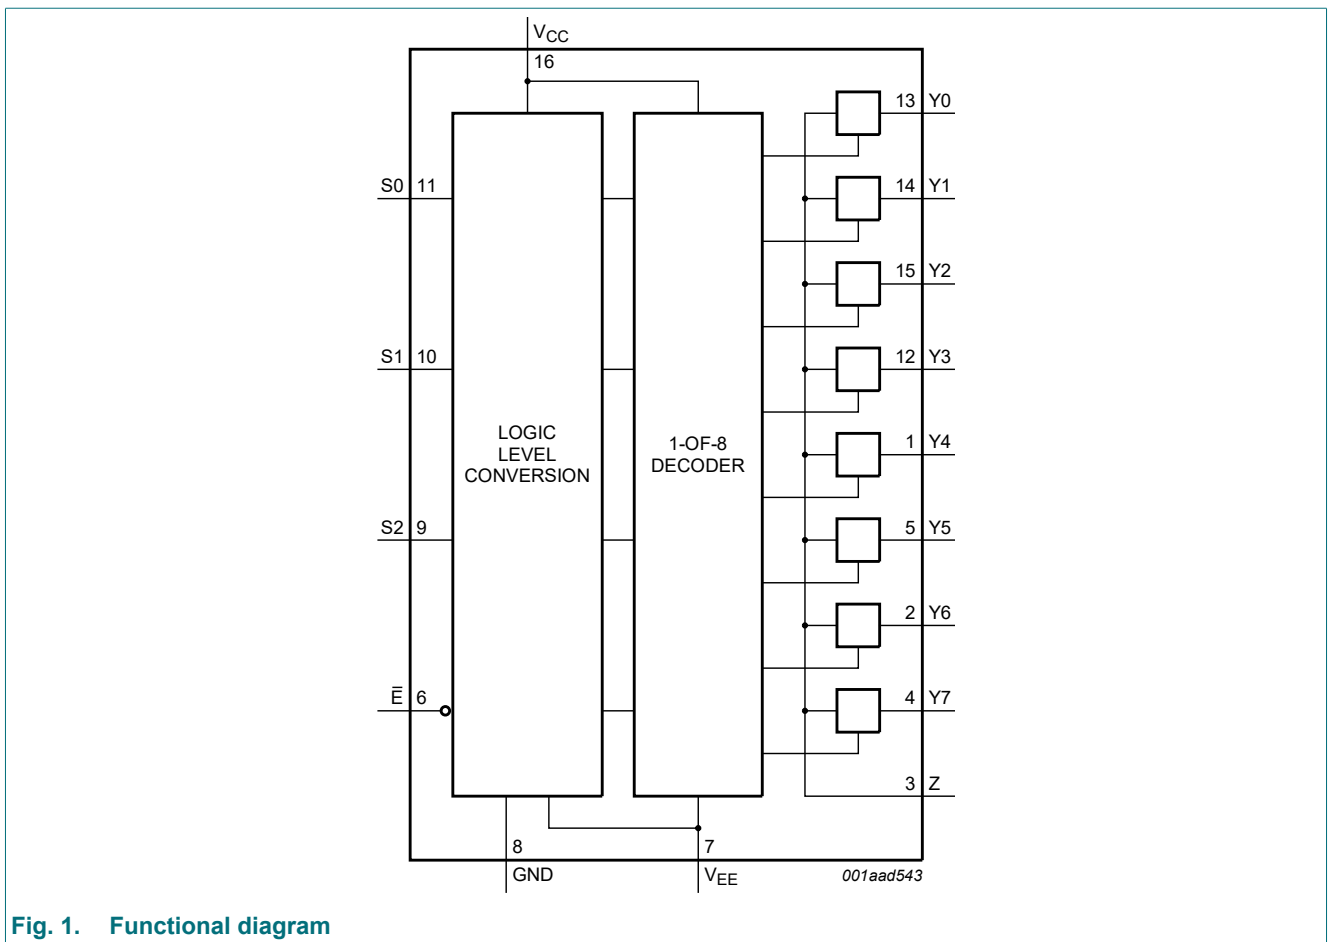 VCC
16
13 Y0
S0 11
14 Y1
15 Y2
S1 10
12 Y3
LOGIC
LEVEL
CONVERSION
1-OF-8
DECODER
1 Y4
S2 9
5 Y5
2 Y6
E̅ 6
4 Y7
3 Z
8
GND
7
VEE
001aad543
Fig. 1. Functional diagram